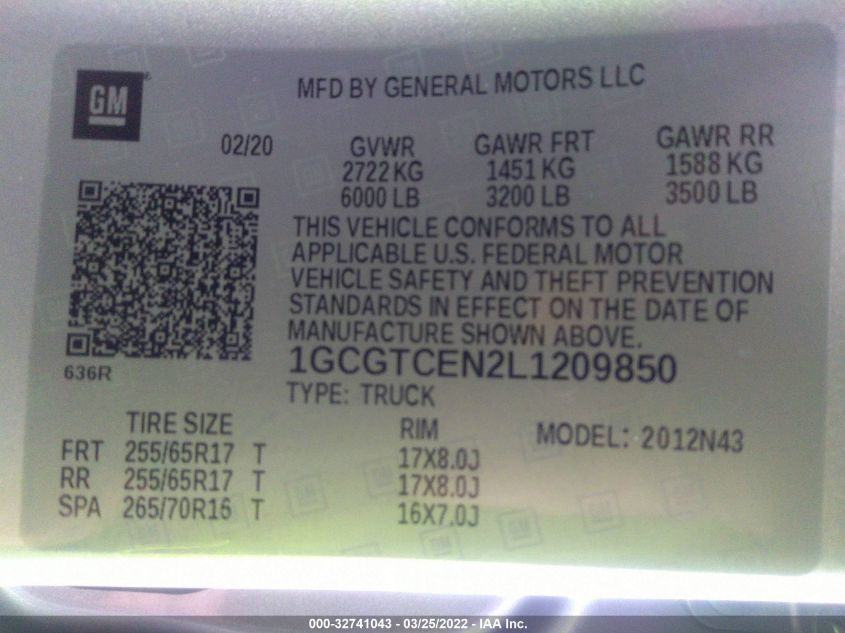 GM
MFD BY GENERAL MOTORS LLC
02/20 GVWR GAWR FRT GAWR RR
2722 KG 1451 KG 1588 KG
6000 LB 3200 LB 3500 LB
THIS VEHICLE CONFORMS TO ALL
APPLICABLE U.S. FEDERAL MOTOR
VEHICLE SAFETY AND THEFT PREVENTION
STANDARDS IN EFFECT ON THE DATE OF
MANUFACTURE SHOWN ABOVE.
636R
1GCGTCEN2L1209850
TYPE: TRUCK
TIRE SIZE RIM MODEL: 2012N43
FRT 255/65R17 T 17X8.0J
RR 255/65R17 T 17X8.0J
SPA 265/70R16 T 16X7.0J
000-32741043 - 03/25/2022 - IAA Inc.